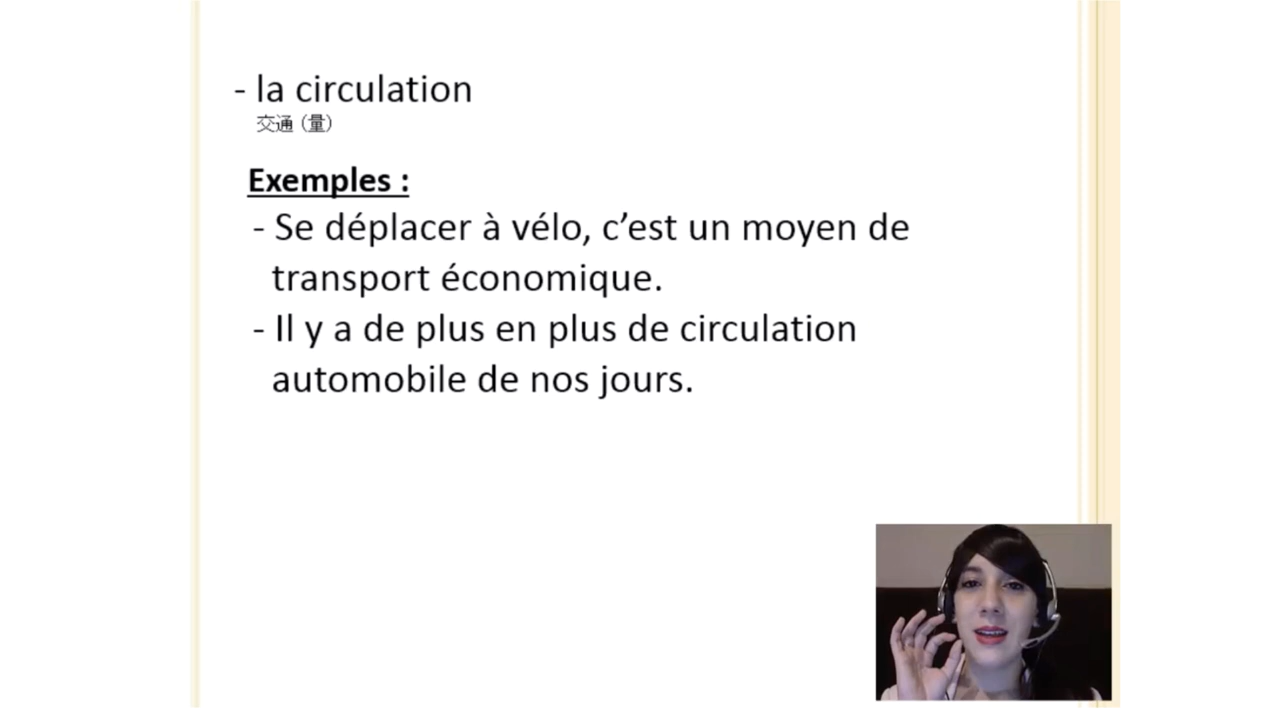 - la circulation
交通（量）
Exemples :
- Se déplacer à vélo, c’est un moyen de
transport économique.
- Il y a de plus en plus de circulation
automobile de nos jours.